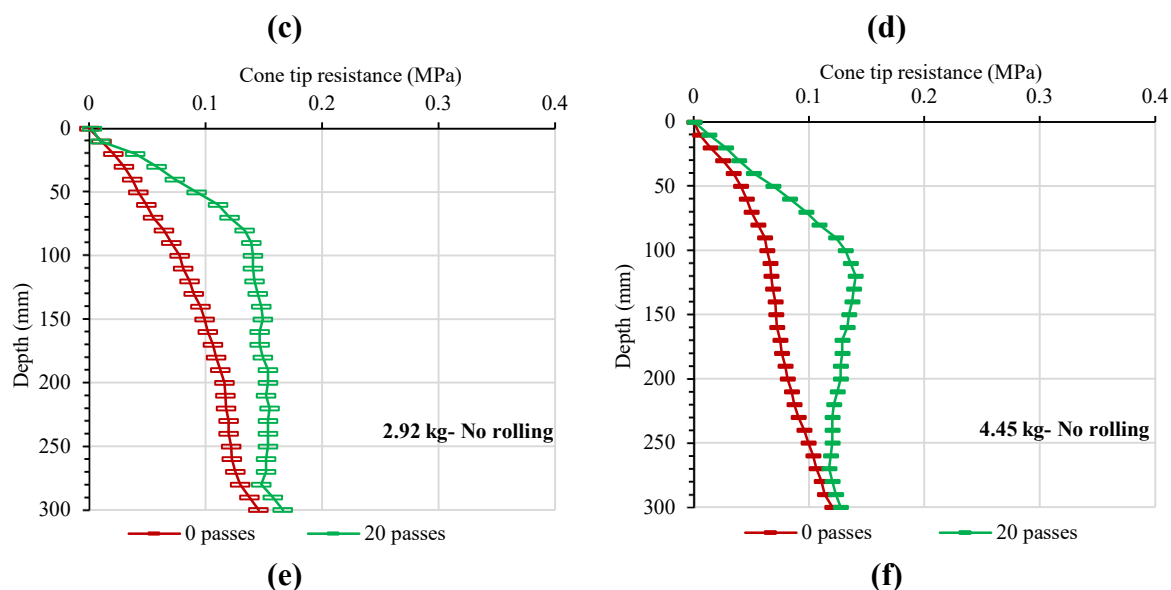 (c)
Cone tip resistance (MPa)
0 0.1 0.2 0.3 0.4
0
50
100
150
200
250
300
Depth (mm)
2.92 kg- No rolling
0 passes 20 passes
(e)
(d)
Cone tip resistance (MPa)
0 0.1 0.2 0.3 0.4
0
50
100
150
200
250
300
Depth (mm)
4.45 kg- No rolling
0 passes 20 passes
(f)